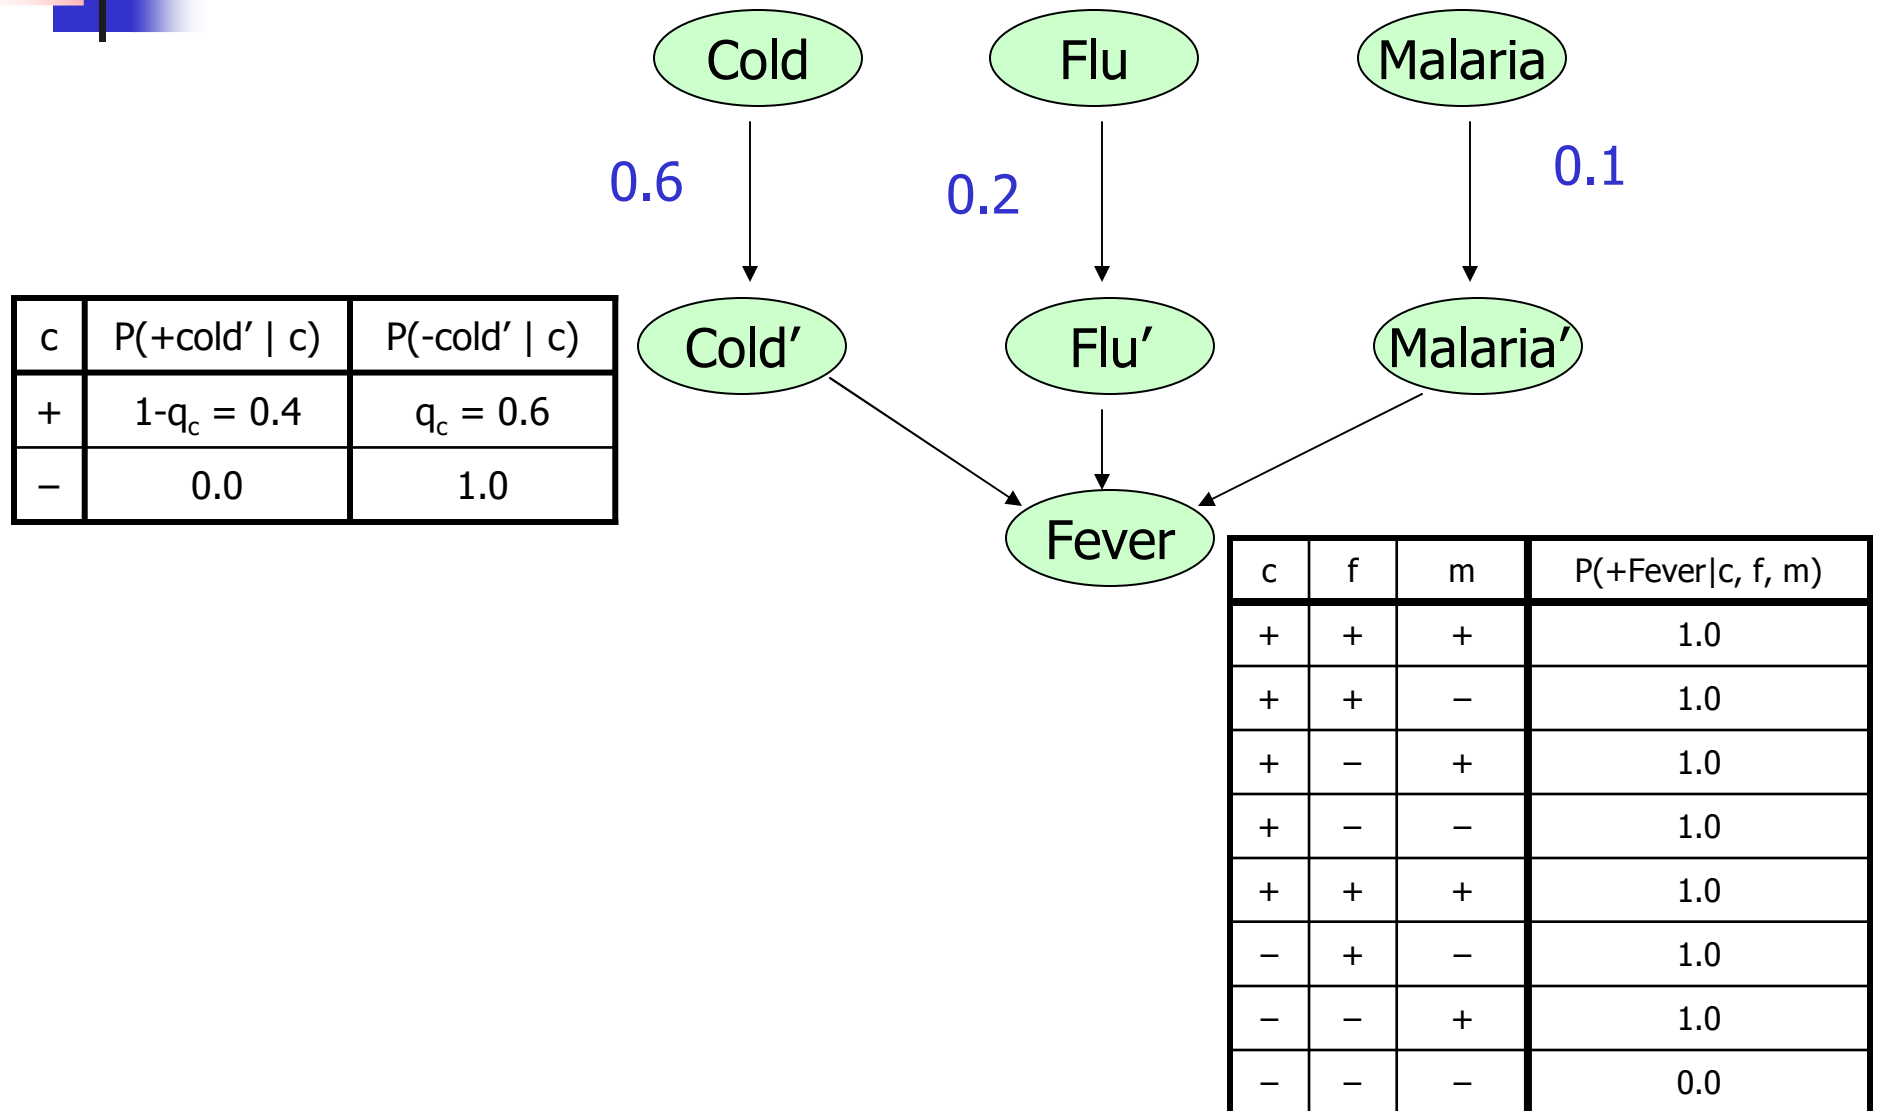 Cold Flu Malaria
0.6 0.2 0.1
Cold′ Flu′ Malaria′
c P(+cold′ | c) P(-cold′ | c)
+ 1-qc = 0.4 qc = 0.6
− 0.0 1.0
Fever
c f m P(+Fever|c, f, m)
+ + + 1.0
+ + − 1.0
+ − + 1.0
+ − − 1.0
+ + + 1.0
− + − 1.0
− − + 1.0
− − − 0.0